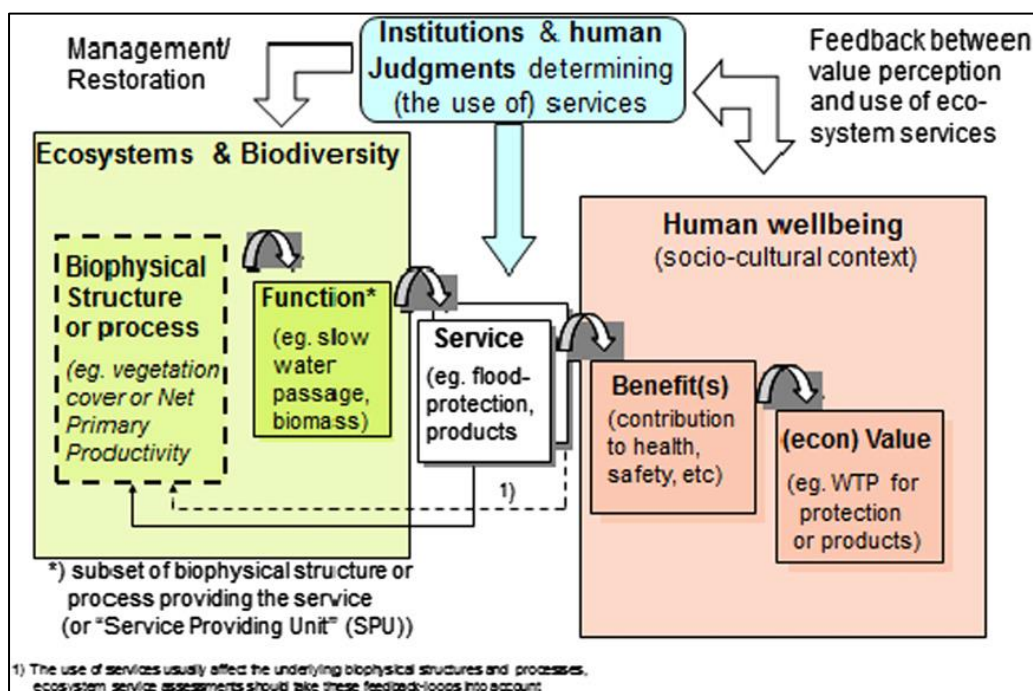 Management/
Restoration
Institutions & human
Judgments determining
(the use of) services
Feedback between
value perception
and use of eco-
system services
Ecosystems & Biodiversity
Biophysical
Structure
or process
(eg. vegetation
cover or Net
Primary
Productivity
Function*
(eg. slow
water
passage,
biomass)
Service
(eg. flood-
protection,
products
Human wellbeing
(socio-cultural context)
Benefit(s)
(contribution
to health,
safety, etc)
(econ) Value
(eg. WTP for
protection
or products)
1)
*) subset of biophysical structure or
process providing the service
(or "Service Providing Unit" (SPU))
1) The use of services usually affect the underlying biophysical structures and processes,
ecosystem service assessments should take these feedback-loops into account